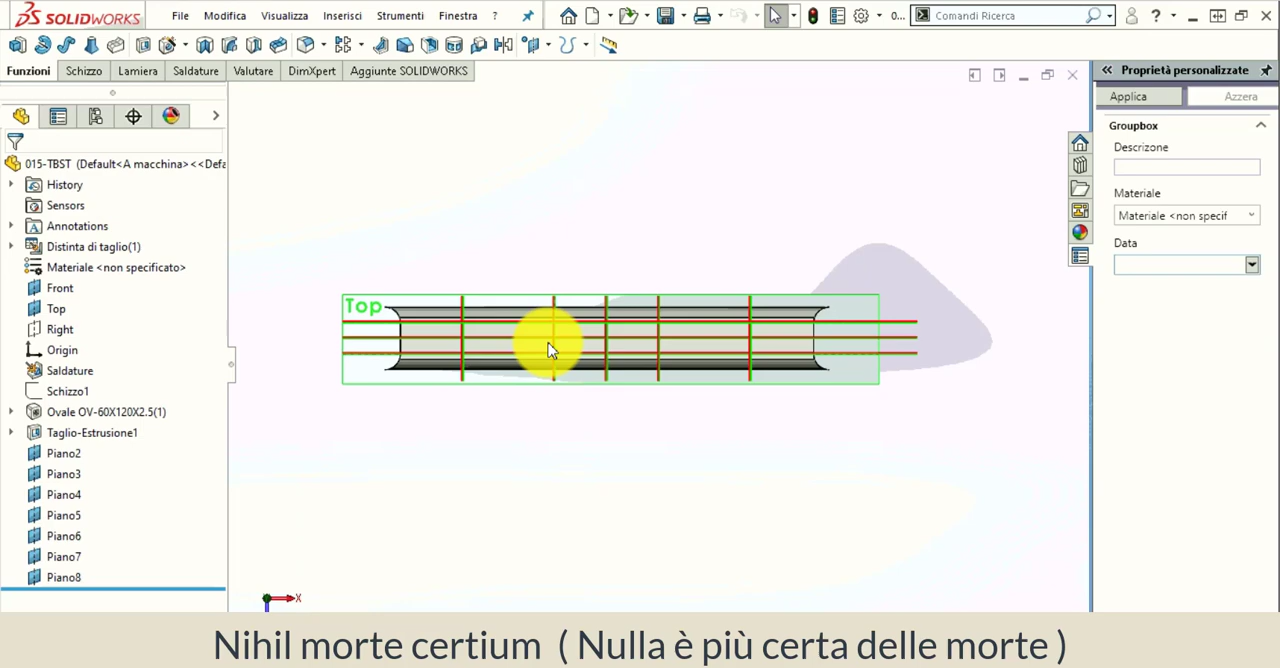 SOLIDWORKS File Modifica Visualizza Inserisci Strumenti Finestra ? 0... Comandi Ricerca ?
Funzioni Schizzo Lamiera Saldature Valutare DimXpert Aggiunte SOLIDWORKS
Proprietà personalizzate
Applica Azzera
Groupbox
Descrizone
Materiale
Materiale <non specif
Data
015-TBST (Default<A macchina><<Defa
History
Sensors
Annotations
Distinta di taglio(1)
Materiale <non specificato>
Front
Top
Right
Origin
Saldature
Schizzo1
Ovale OV-60X120X2.5(1)
Taglio-Estrusione1
Piano2
Piano3
Piano4
Piano5
Piano6
Piano7
Piano8
Top
X
Nihil morte certium ( Nulla è più certa delle morte )